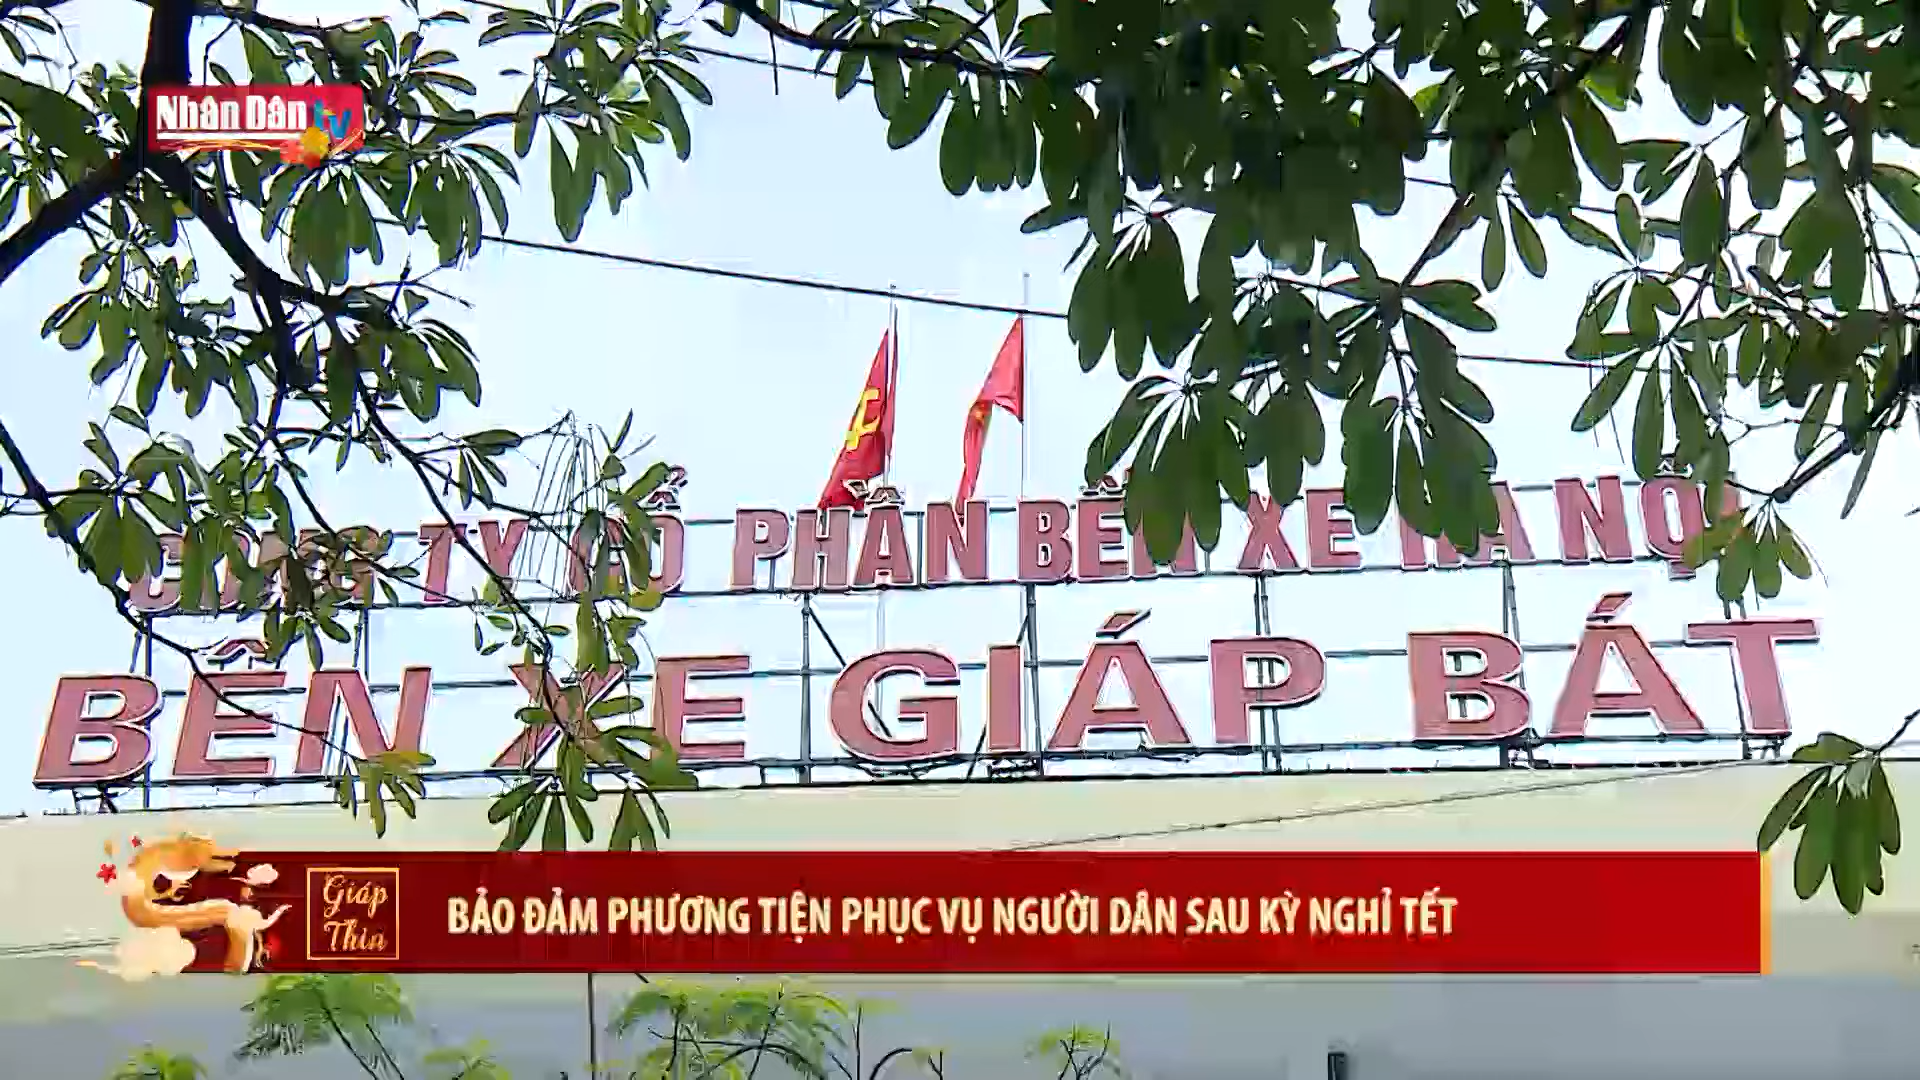 Nhân Dân tv
CÔNG TY CỔ PHẦN BẾN XE HÀ NỘI
BẾN XE GIÁP BÁT
Giáp
Thìn
BẢO ĐẢM PHƯƠNG TIỆN PHỤC VỤ NGƯỜI DÂN SAU KỲ NGHỈ TẾT